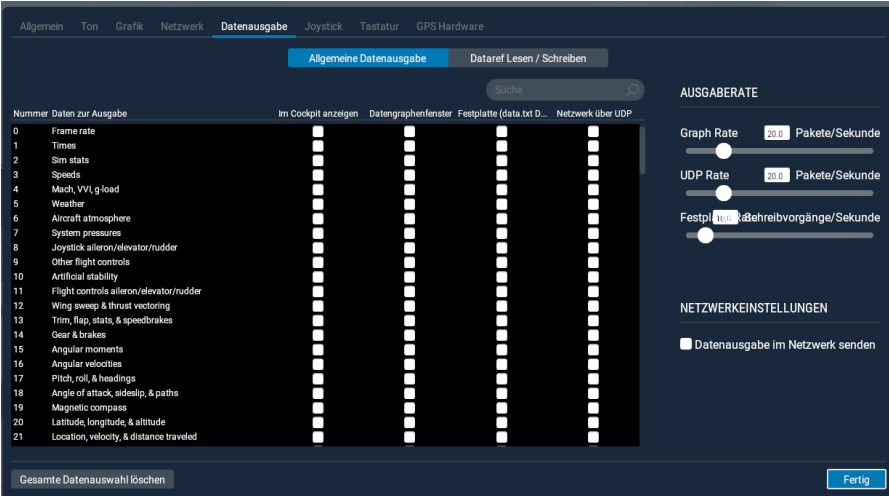 Allgemein Ton Grafik Netzwerk Datenausgabe Joystick Tastatur GPS Hardware
Allgemeine Datenausgabe Dataref Lesen / Schreiben
Suche
Nummer Daten zur Ausgabe Im Cockpit anzeigen Datengraphenfenster Festplatte (data.txt D... Netzwerk über UDP
0 Frame rate
1 Times
2 Sim stats
3 Speeds
4 Mach, VVI, g-load
5 Weather
6 Aircraft atmosphere
7 System pressures
8 Joystick aileron/elevator/rudder
9 Other flight controls
10 Artificial stability
11 Flight controls aileron/elevator/rudder
12 Wing sweep & thrust vectoring
13 Trim, flap, stats, & speedbrakes
14 Gear & brakes
15 Angular moments
16 Angular velocities
17 Pitch, roll, & headings
18 Angle of attack, sideslip, & paths
19 Magnetic compass
20 Latitude, longitude, & altitude
21 Location, velocity, & distance traveled
Gesamte Datenauswahl löschen
AUSGABERATE
Graph Rate 20.0 Pakete/Sekunde
UDP Rate 20.0 Pakete/Sekunde
NETZWERKEINSTELLUNGEN
Datenausgabe im Netzwerk senden
Fertig